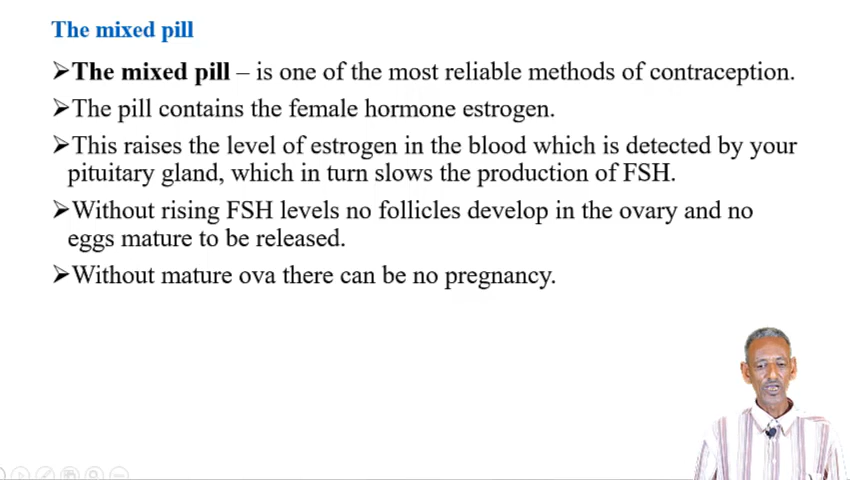 The mixed pill
➢The mixed pill – is one of the most reliable methods of contraception.
➢The pill contains the female hormone estrogen.
➢This raises the level of estrogen in the blood which is detected by your
pituitary gland, which in turn slows the production of FSH.
➢Without rising FSH levels no follicles develop in the ovary and no
eggs mature to be released.
➢Without mature ova there can be no pregnancy.